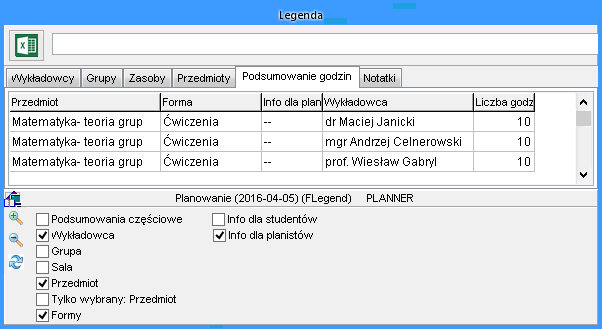 Legenda
Wykładowcy Grupy Zasoby Przedmioty Podsumowanie godzin Notatki
Przedmiot Forma Info dla plan Wykładowca Liczba godz
Matematyka- teoria grup Ćwiczenia -- dr Maciej Janicki 10
Matematyka- teoria grup Ćwiczenia -- mgr Andrzej Celnerowski 10
Matematyka- teoria grup Ćwiczenia -- prof. Wiesław Gabryl 10
Planowanie (2016-04-05) (FLegend) PLANNER
Podsumowania częściowe Info dla studentów
Wykładowca Info dla planistów
Grupa
Sala
Przedmiot
Tylko wybrany: Przedmiot
Formy